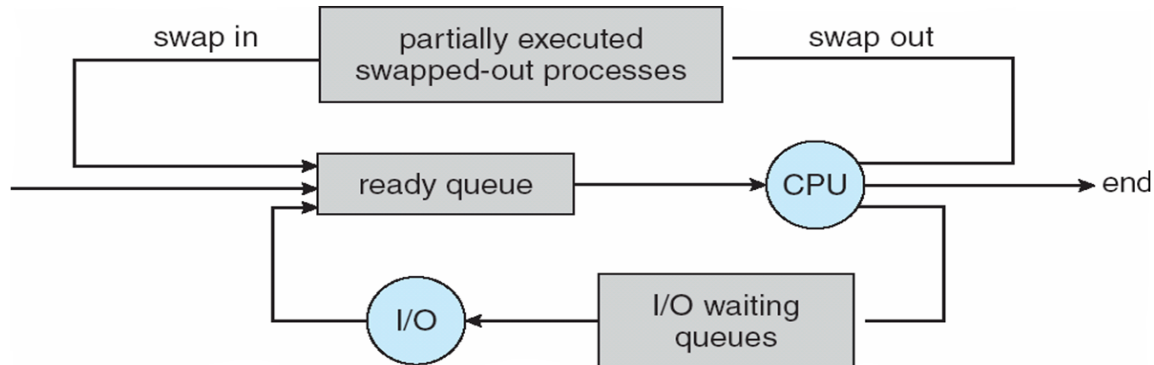 swap in
partially executed
swapped-out processes
swap out
ready queue
CPU
end
I/O
I/O waiting
queues